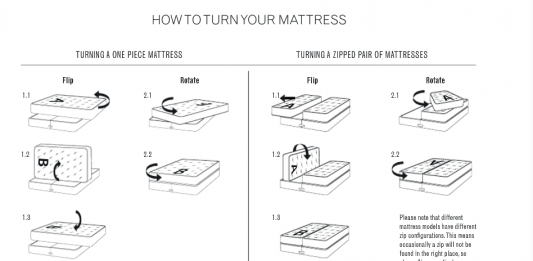 HOW TO TURN YOUR MATTRESS
TURNING A ONE PIECE MATTRESS
TURNING A ZIPPED PAIR OF MATTRESSES
Flip
Rotate
Flip
Rotate
1.1
A
2.1
1.1
A
2.1
A
1.2
B
2.2
B
1.2
A
2.2
A
1.3
1.3
B
Please note that different
mattress models have different
zip configurations. This means
occasionally a zip will not be
found in the right place, so